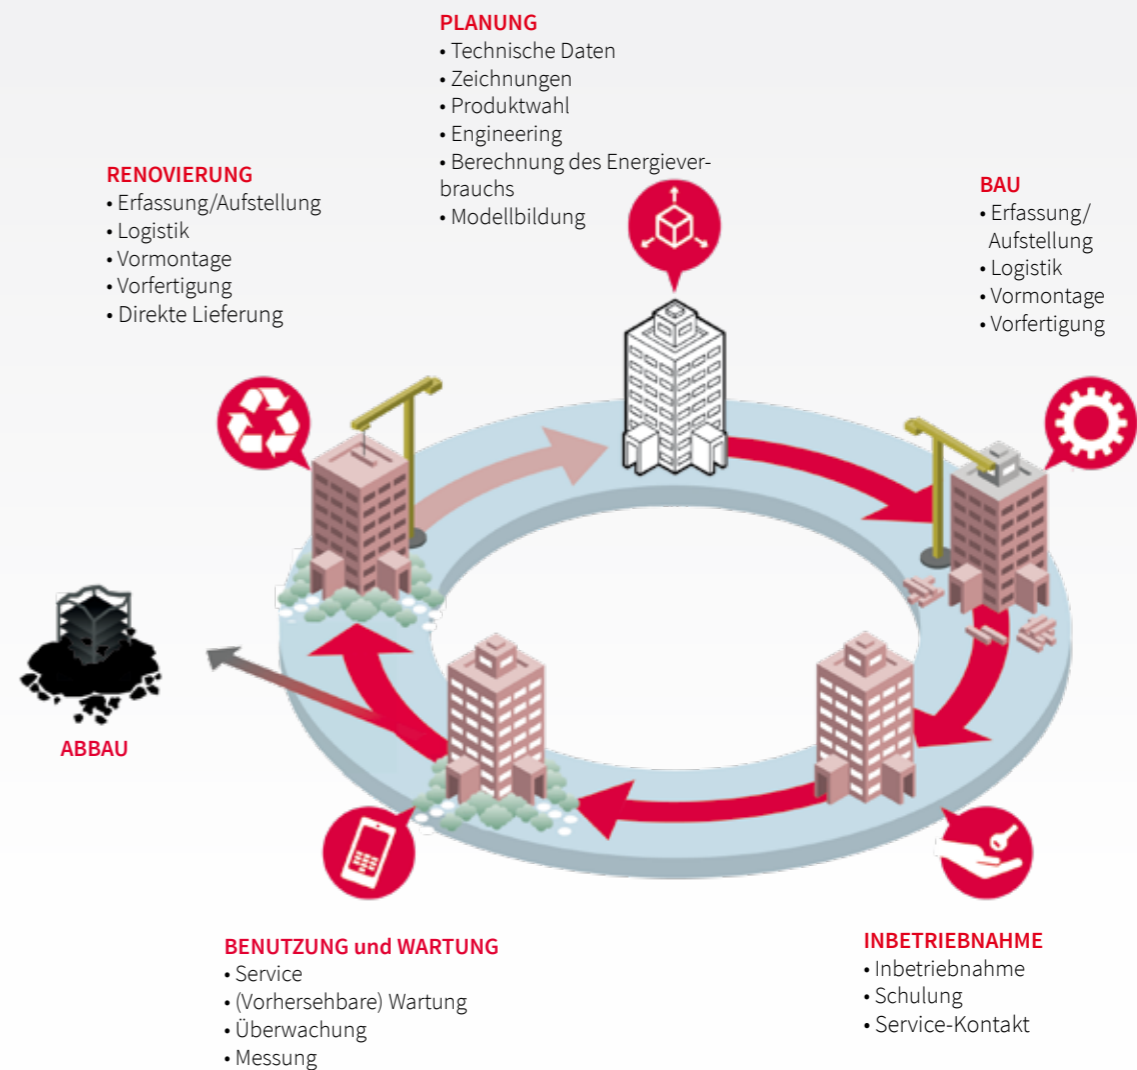 PLANUNG
• Technische Daten
• Zeichnungen
• Produktwahl
• Engineering
• Berechnung des Energiever-
brauchs
• Modellbildung
RENOVIERUNG
• Erfassung/Aufstellung
• Logistik
• Vormontage
• Vorfertigung
• Direkte Lieferung
BAU
• Erfassung/
Aufstellung
• Logistik
• Vormontage
• Vorfertigung
ABBAU
BENUTZUNG und WARTUNG
• Service
• (Vorhersehbare) Wartung
• Überwachung
• Messung
INBETRIEBNAHME
• Inbetriebnahme
• Schulung
• Service-Kontakt